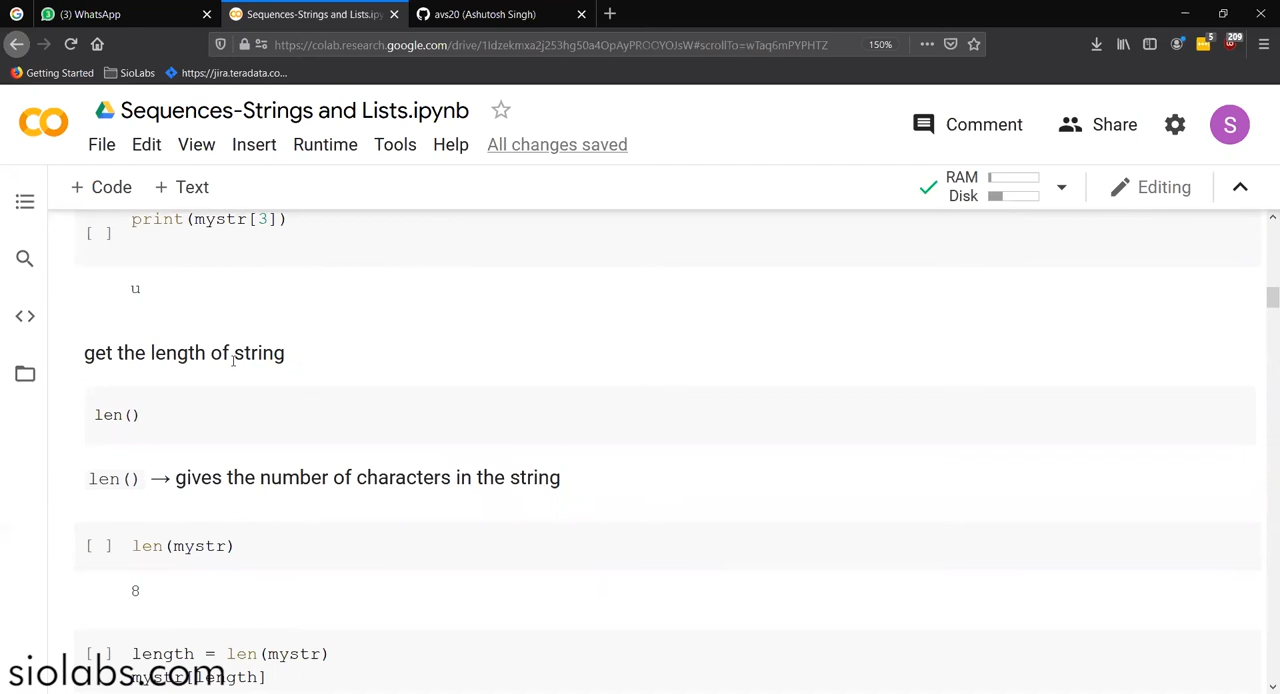 (3) WhatsApp
Sequences-Strings and Lists.ipyn
avs20 (Ashutosh Singh)
https://colab.research.google.com/drive/1ldzekmxa2j253hg50a4OpAyPROOYOJsW#scrollTo=wTaq6mPYPHTZ
150%
5
209
Getting Started
SioLabs
https://jira.teradata.co...
CO
Sequences-Strings and Lists.ipynb
Comment
Share
S
File Edit View Insert Runtime Tools Help All changes saved
+ Code + Text
RAM
Disk
Editing
print(mystr[3])
[ ]
u
get the length of string
len()
len() → gives the number of characters in the string
[ ] len(mystr)
8
[ ] length = len(mystr)
mystr[length]
siolabs.com